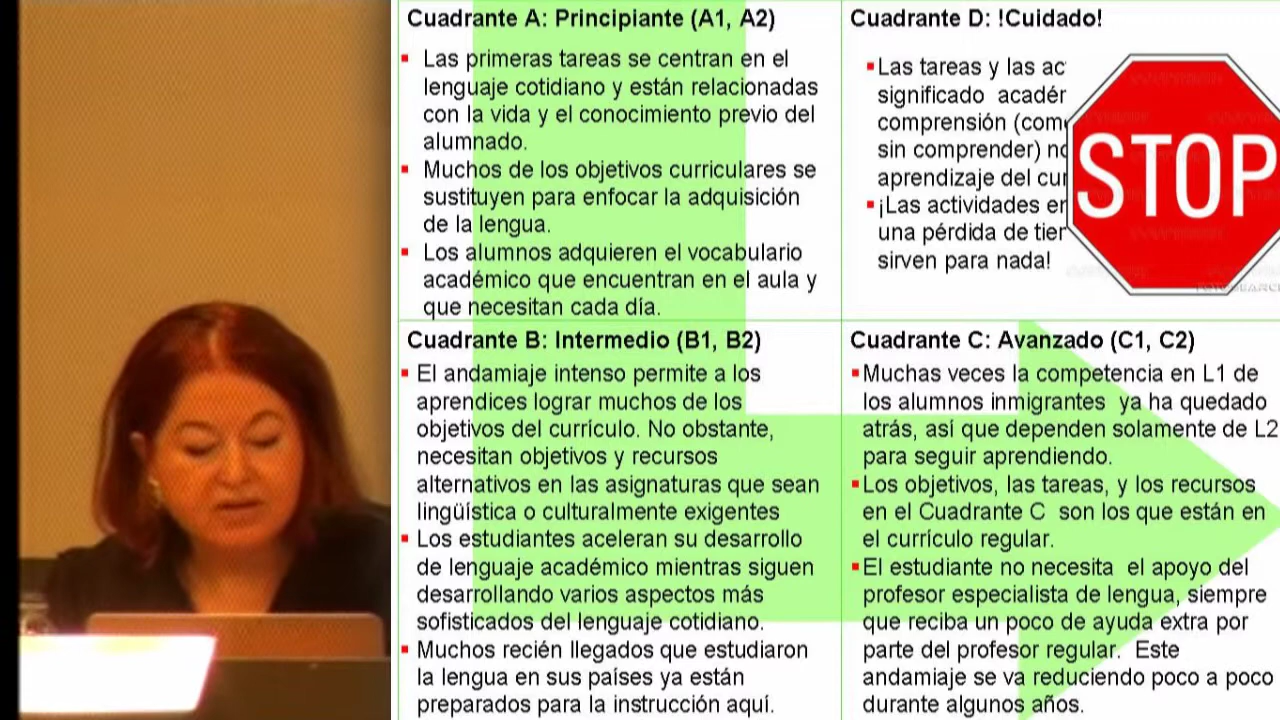 Cuadrante A: Principiante (A1, A2)
Las primeras tareas se centran en el
lenguaje cotidiano y están relacionadas
con la vida y el conocimiento previo del
alumnado.
Muchos de los objetivos curriculares se
sustituyen para enfocar la adquisición
de la lengua.
Los alumnos adquieren el vocabulario
académico que encuentran en el aula y
que necesitan cada día.
Cuadrante D: !Cuidado!
Las tareas y las
significado
comprensión
sin comprender)
aprendizaje del
¡Las actividades
una pérdida de
sirven para nada!
STOP
Cuadrante B: Intermedio (B1, B2)
El andamiaje intenso permite a los
aprendices lograr muchos de los
objetivos del currículo. No obstante,
necesitan objetivos y recursos
alternativos en las asignaturas que sean
lingüística o culturalmente exigentes
Los estudiantes aceleran su desarrollo
de lenguaje académico mientras siguen
desarrollando varios aspectos más
sofisticados del lenguaje cotidiano.
Muchos recién llegados que estudiaron
la lengua en sus países ya están
preparados para la instrucción aquí.
Cuadrante C: Avanzado (C1, C2)
Muchas veces la competencia en L1 de
los alumnos inmigrantes ya ha quedado
atrás, así que dependen solamente de L2
para seguir aprendiendo.
Los objetivos, las tareas, y los recursos
en el Cuadrante C son los que están en
el currículo regular.
El estudiante no necesita el apoyo del
profesor especialista de lengua, siempre
que reciba un poco de ayuda extra por
parte del profesor regular. Este
andamiaje se va reduciendo poco a poco
durante algunos años.